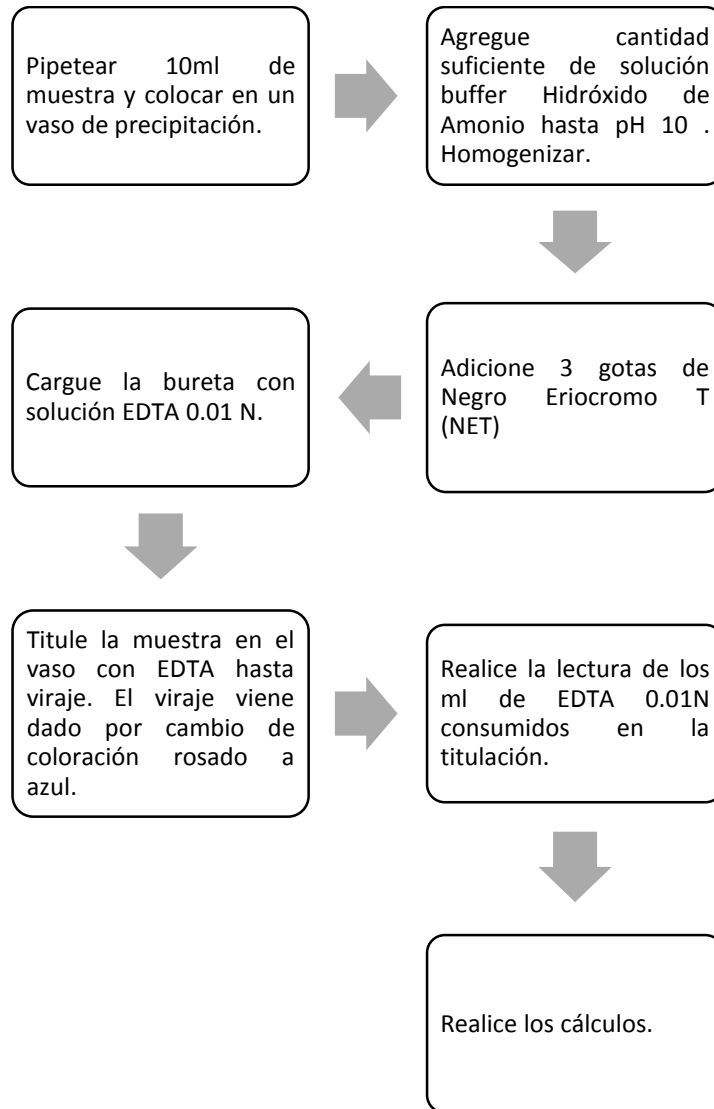 Pipetear 10ml de
muestra y colocar en un
vaso de precipitación.
Agregue cantidad
suficiente de solución
buffer Hidróxido de
Amonio hasta pH 10 .
Homogenizar.
Adicione 3 gotas de
Negro Eriocromo T
(NET)
Cargue la bureta con
solución EDTA 0.01 N.
Titule la muestra en el
vaso con EDTA hasta
viraje. El viraje viene
dado por cambio de
coloración rosado a
azul.
Realice la lectura de los
ml de EDTA 0.01N
consumidos en la
titulación.
Realice los cálculos.